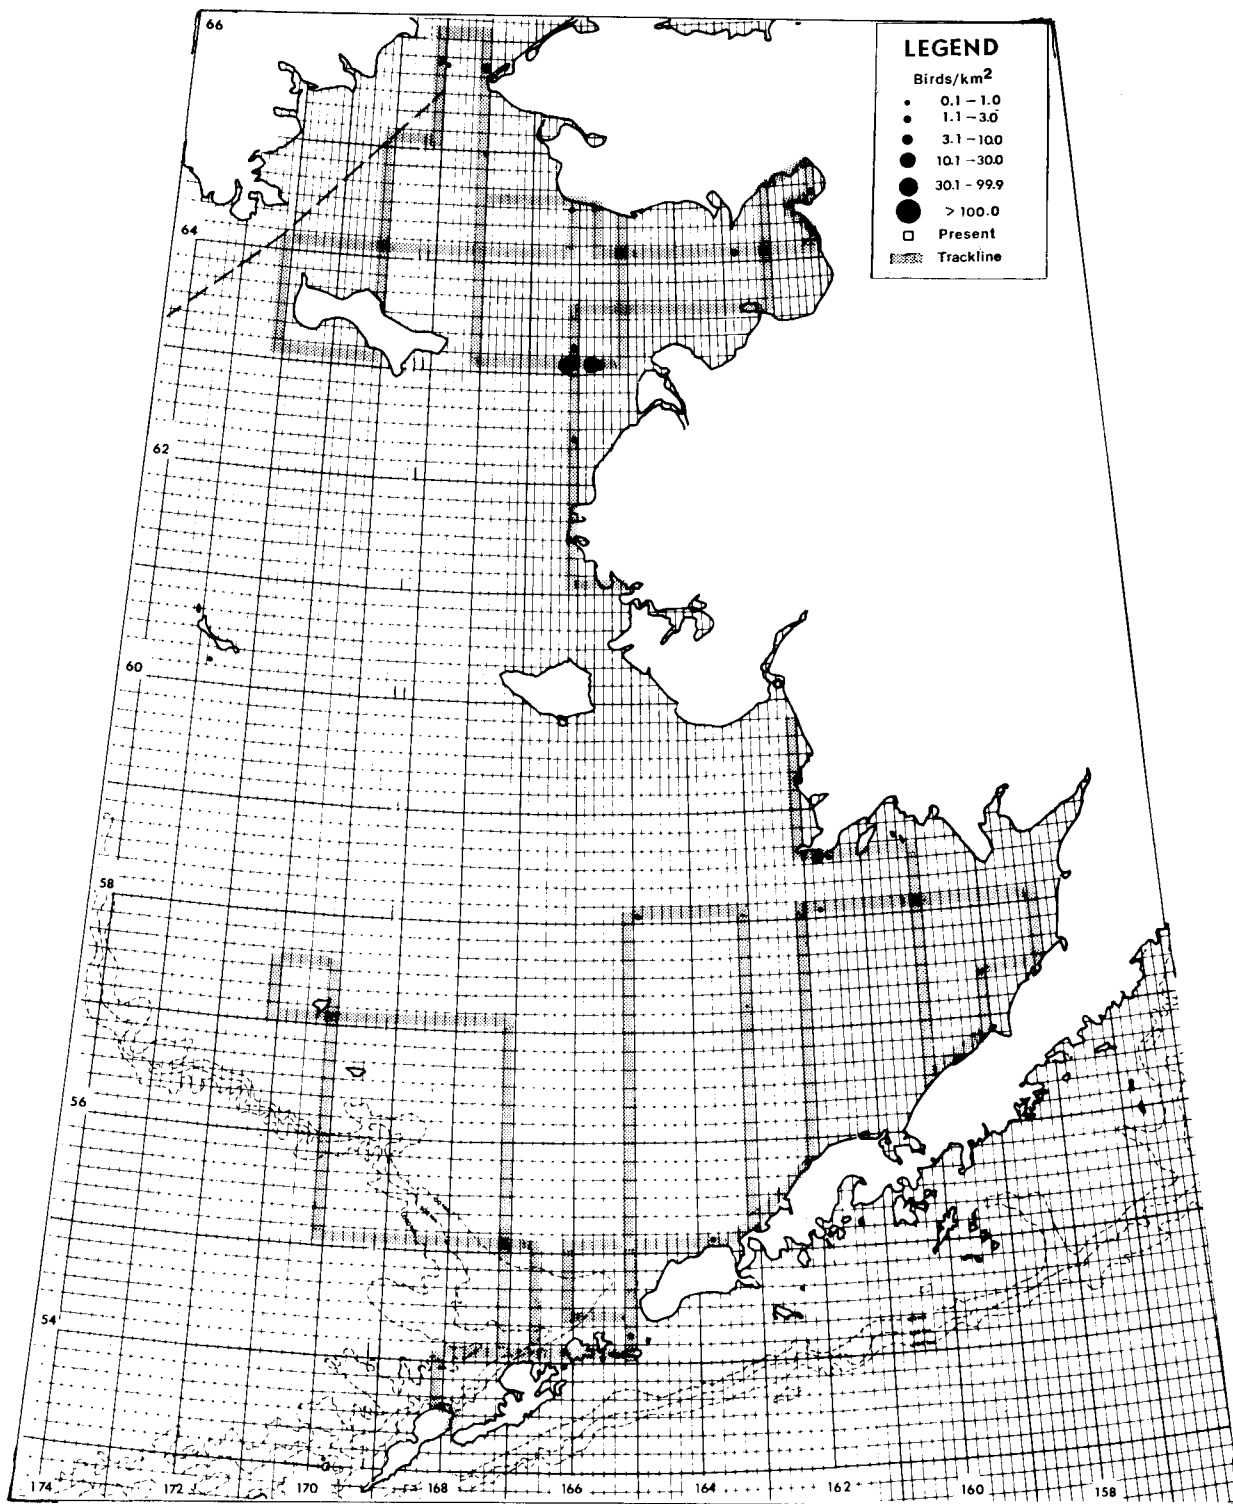 66
LEGEND
Birds/km²
0.1 – 1.0
1.1 – 3.0
3.1 – 10.0
10.1 – 30.0
30.1 – 99.9
> 100.0
Present
Trackline
64
62
60
58
56
54
174 172 170 168 166 164 162 160 158